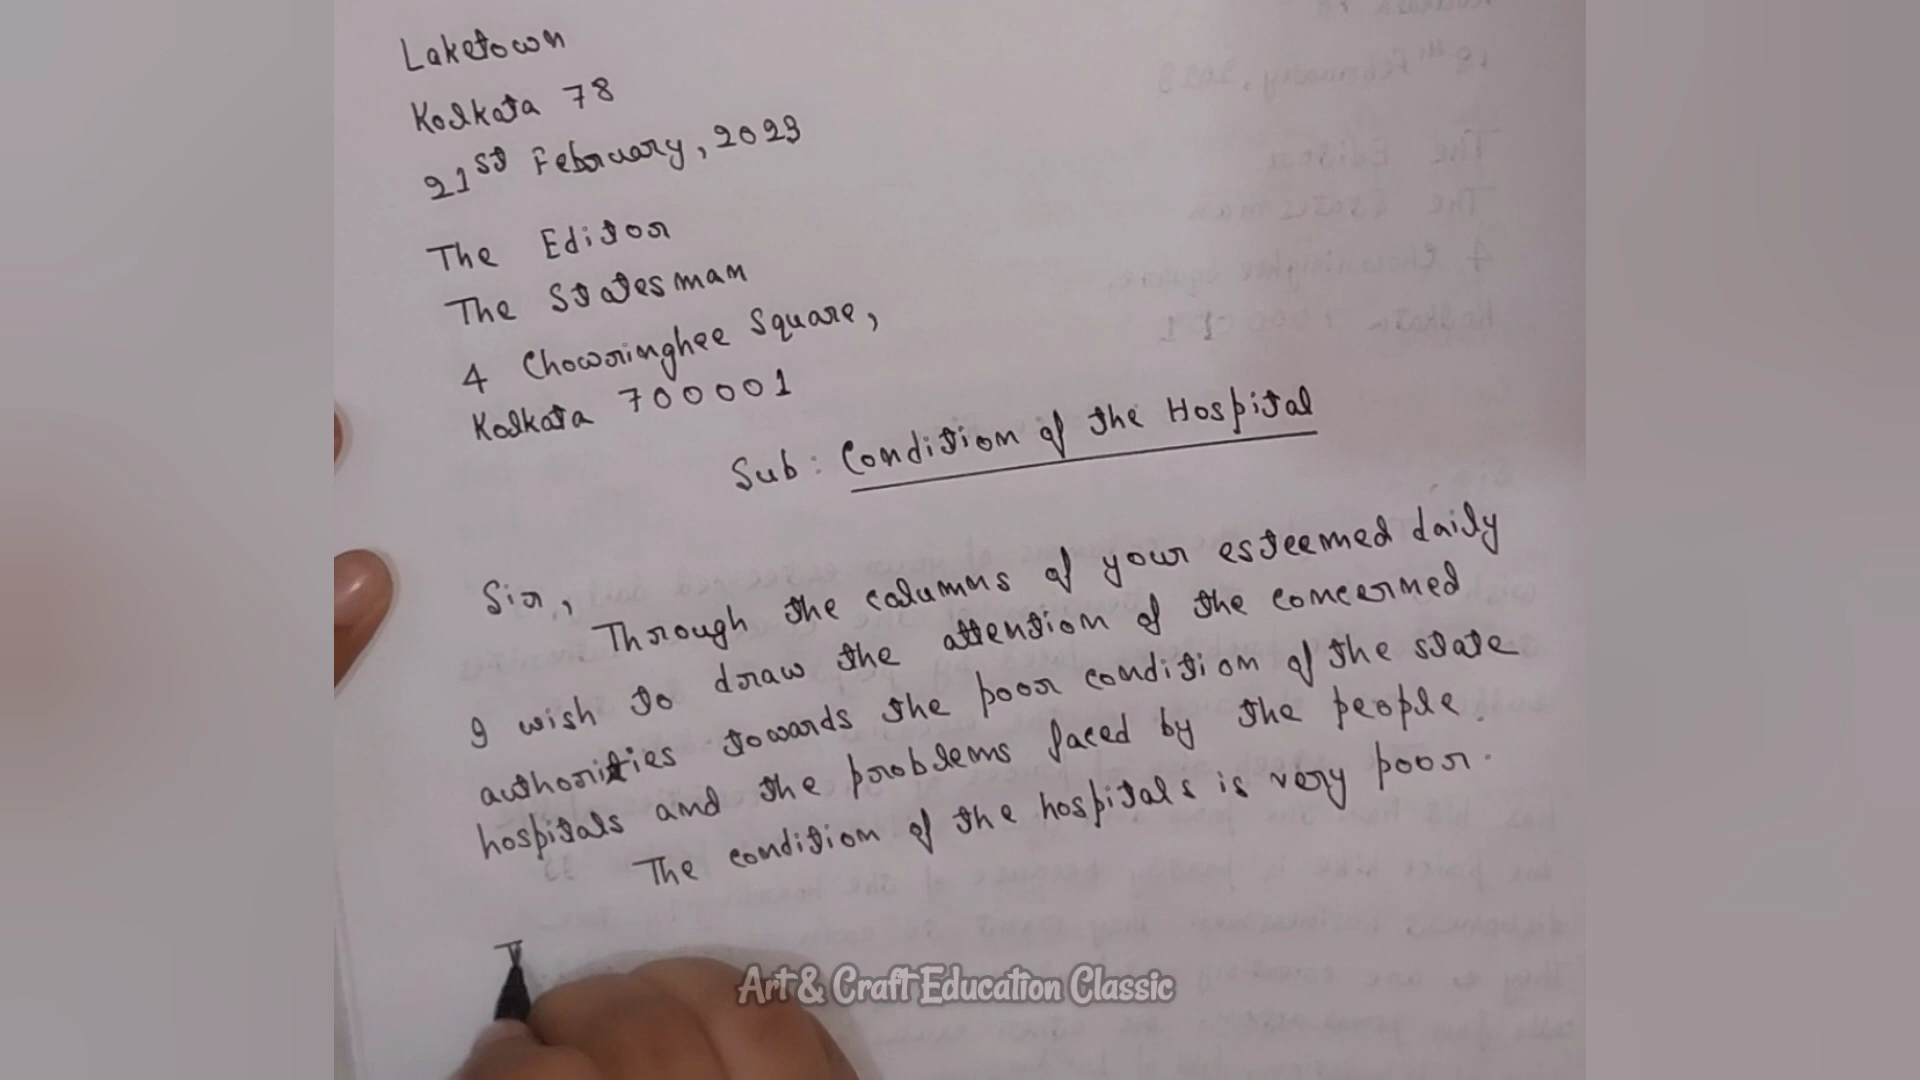 Laketown
Kolkata 78
21st February, 2023
The Editor
The Statesman
4 Chowringhee Square,
Kolkata 700001
Sub: Condition of the Hospital
Sir,
Through the columns of your esteemed daily
I wish to draw the attention of the concerned
authorities towards the poor condition of the state
hospitals and the problems faced by the people.
The condition of the hospitals is very poor.
T
Art & Craft Education Classic